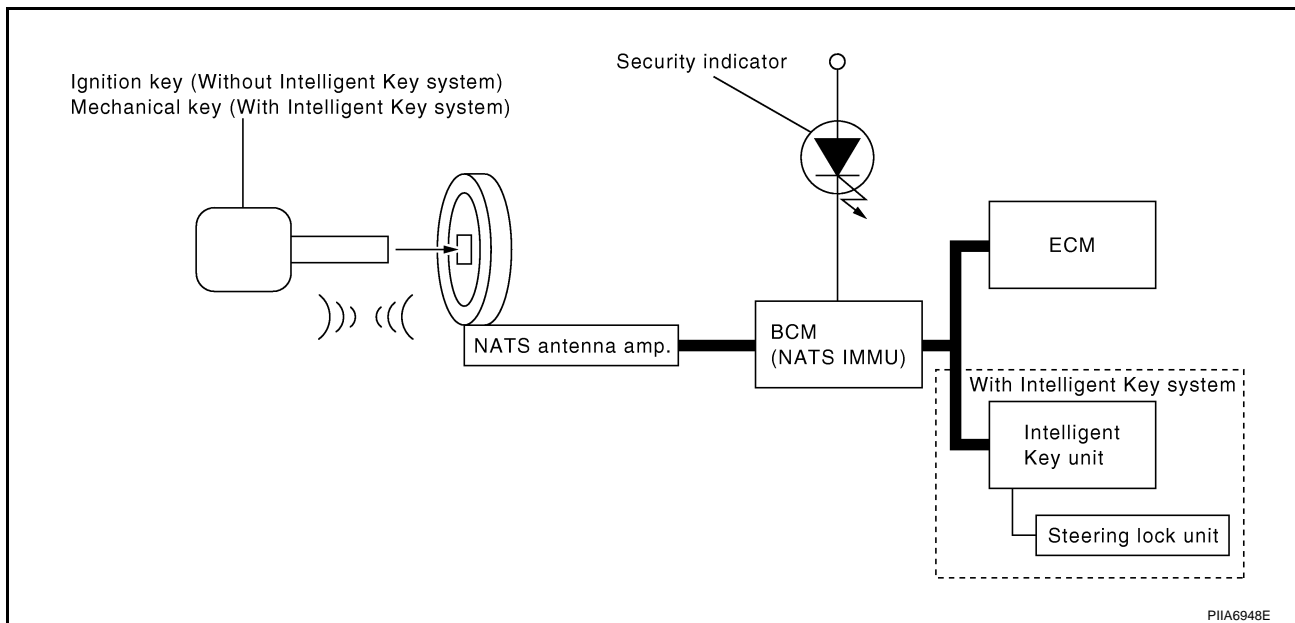 Ignition key (Without Intelligent Key system)
Mechanical key (With Intelligent Key system)
Security indicator
ECM
NATS antenna amp.
BCM
(NATS IMMU)
With Intelligent Key system
Intelligent
Key unit
Steering lock unit
PIIA6948E